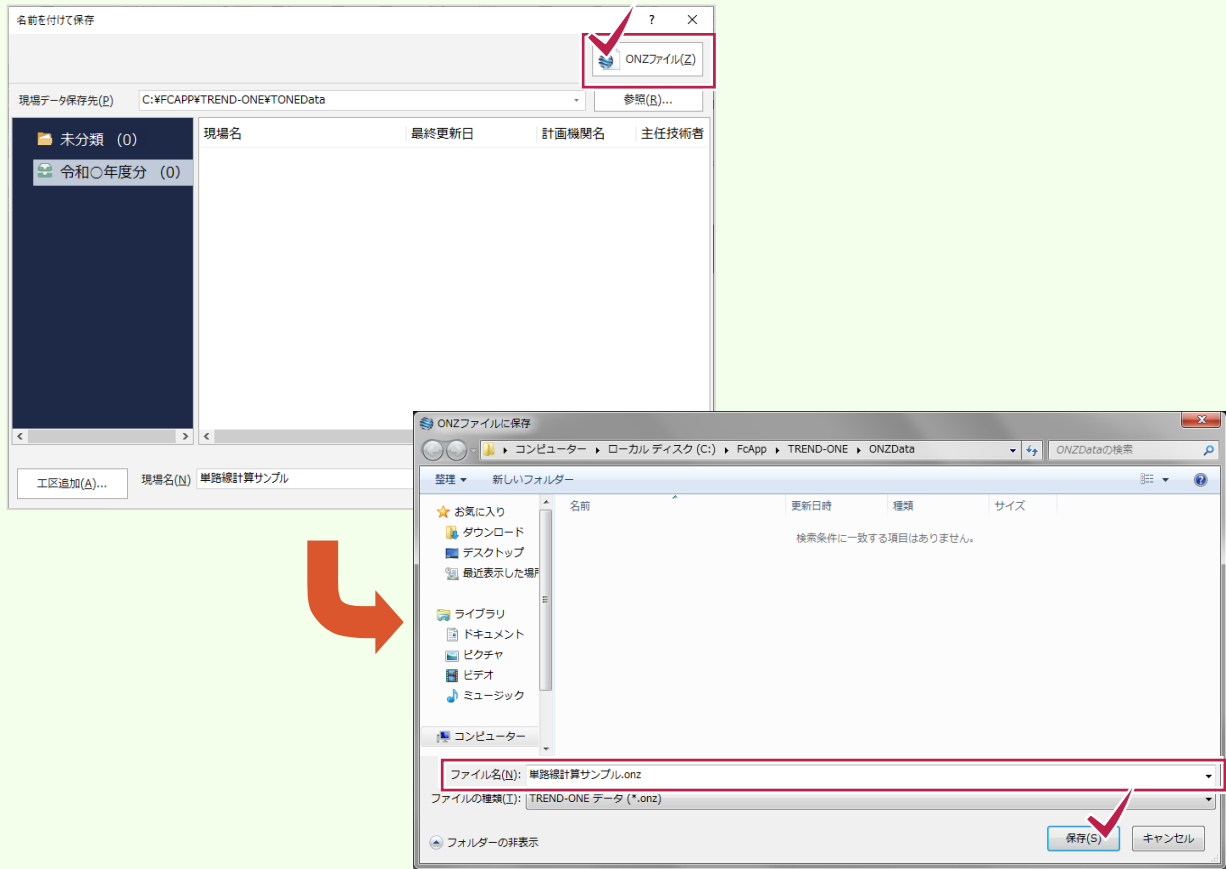 名前を付けて保存
?
ONZファイル(Z)
現場データ保存先(P) C:¥FCAPP¥TREND-ONE¥TONEData 参照(R)...
未分類 (0)
令和○年度分 (0)
現場名 最終更新日 計画機関名 主任技術者
工区追加(A)... 現場名(N) 単路線計算サンプル
ONZファイルに保存
コンピューター ローカル ディスク (C:) FcApp TREND-ONE ONZData ONZDataの検索
整理 新しいフォルダー
お気に入り
ダウンロード
デスクトップ
最近表示した場所
ライブラリ
ドキュメント
ピクチャ
ビデオ
ミュージック
コンピューター
名前 更新日時 種類 サイズ
検索条件に一致する項目はありません。
ファイル名(N): 単路線計算サンプル.onz
ファイルの種類(T): TREND-ONE データ (*.onz)
フォルダーの非表示 保存(S) キャンセル